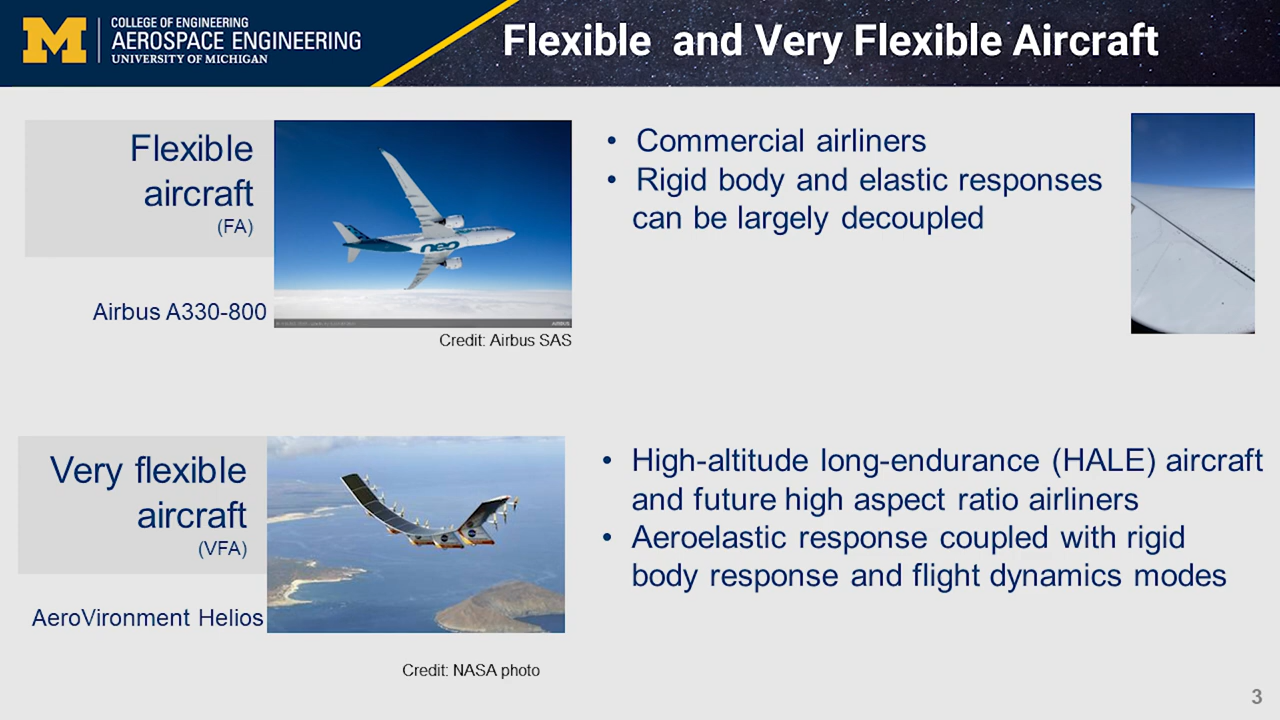 COLLEGE OF ENGINEERING
AEROSPACE ENGINEERING
UNIVERSITY OF MICHIGAN
Flexible and Very Flexible Aircraft
Flexible
aircraft
(FA)
Airbus A330-800
neo
AIRBUS
Credit: Airbus SAS
• Commercial airliners
• Rigid body and elastic responses
can be largely decoupled
Very flexible
aircraft
(VFA)
AeroVironment Helios
Credit: NASA photo
• High-altitude long-endurance (HALE) aircraft
and future high aspect ratio airliners
• Aeroelastic response coupled with rigid
body response and flight dynamics modes
3